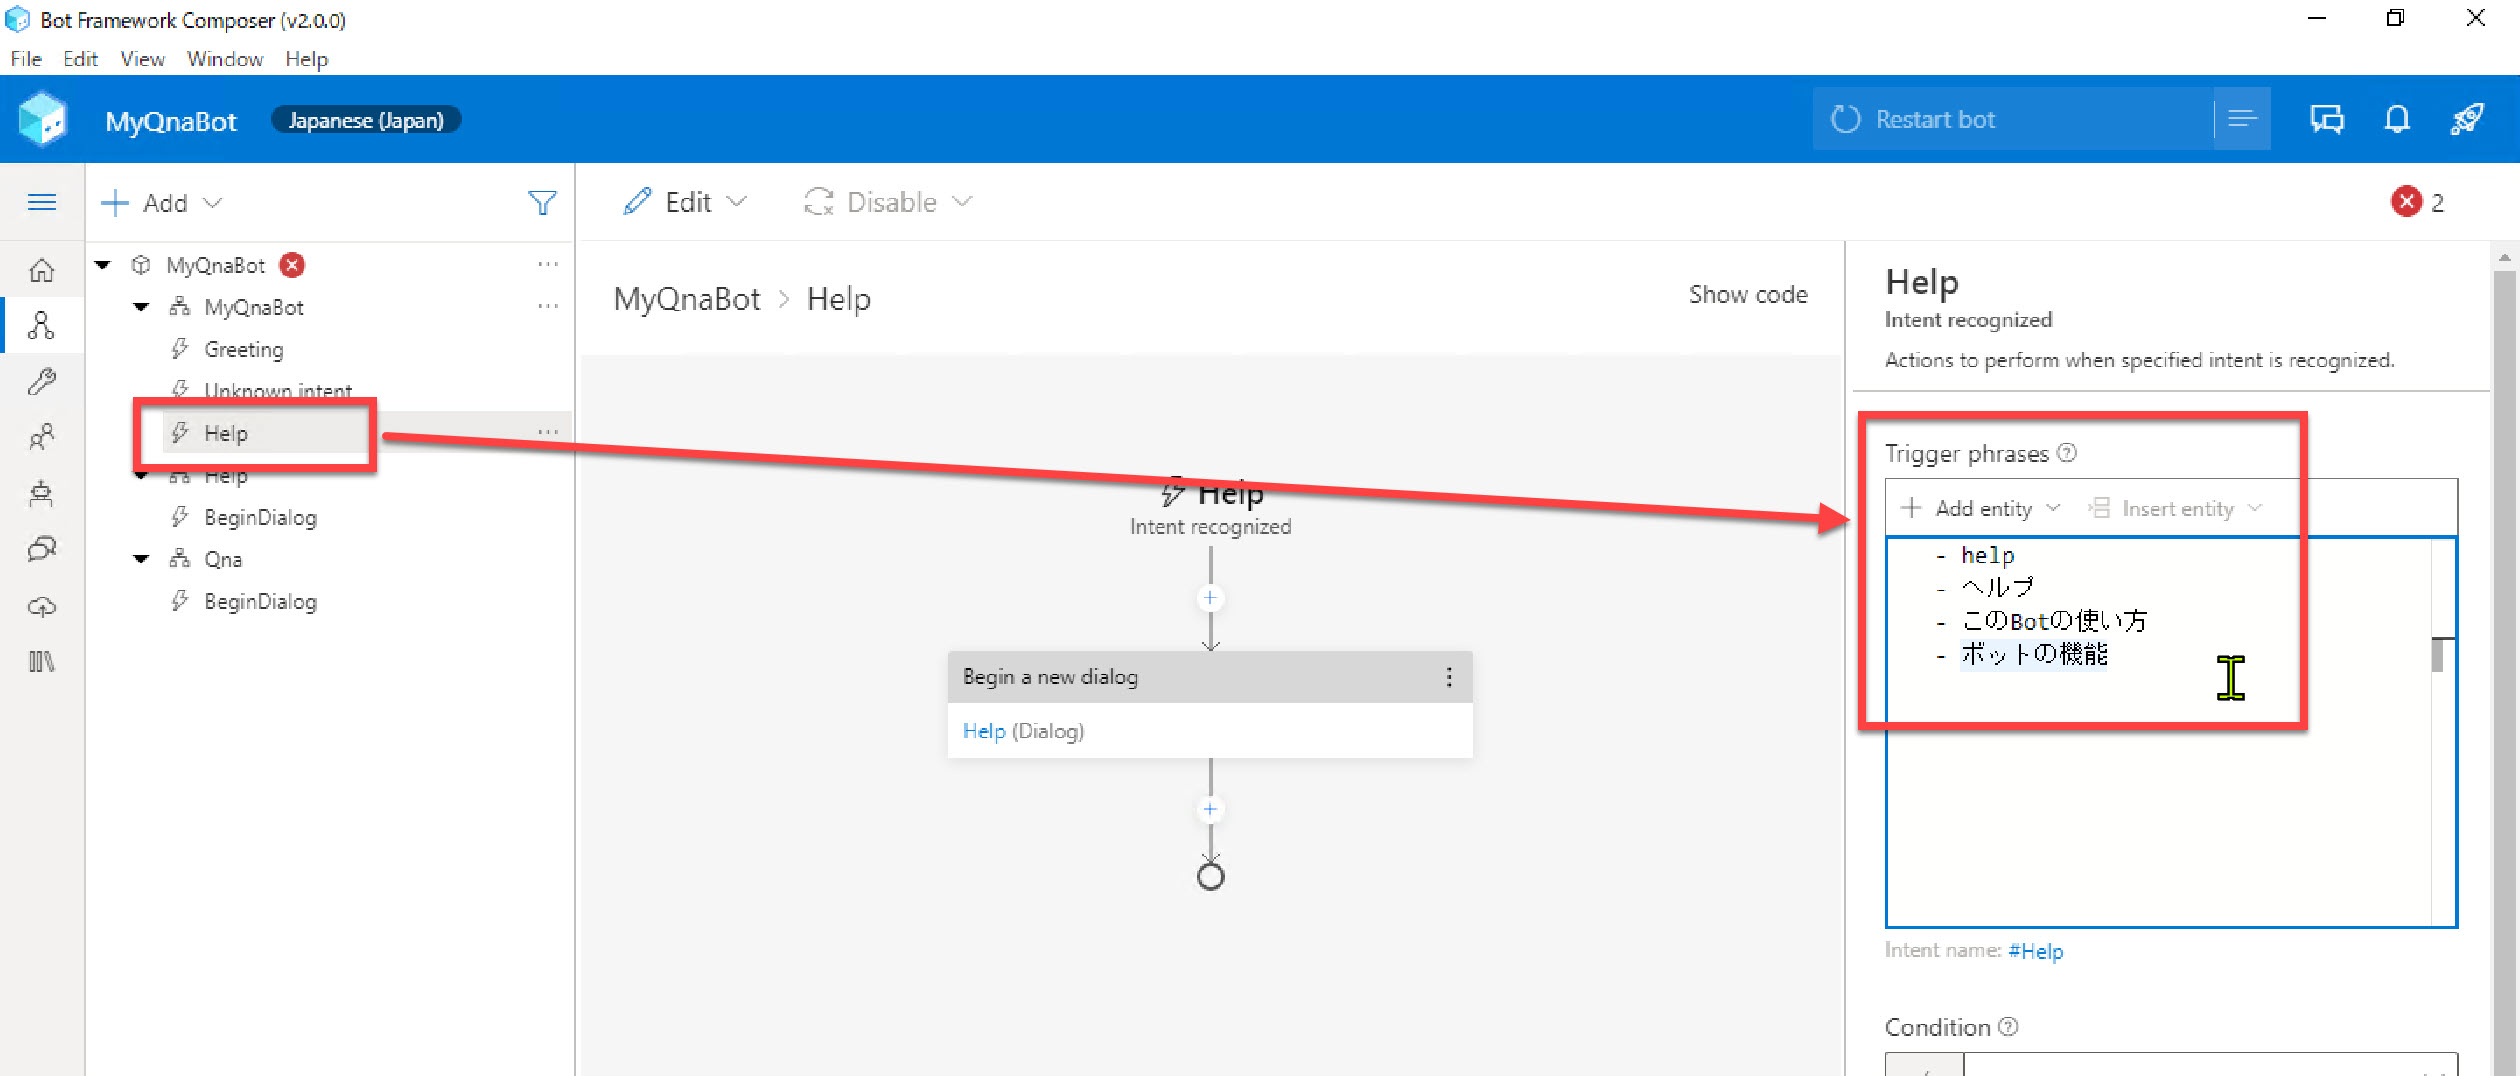 Bot Framework Composer (v2.0.0)
File Edit View Window Help
MyQnaBot Japanese (Japan) Restart bot
Add Edit Disable 2
MyQnaBot
MyQnaBot
Greeting
Unknown intent
Help
Help
BeginDialog
Qna
BeginDialog
MyQnaBot > Help Show code
Help
Intent recognized
Begin a new dialog
Help (Dialog)
Help
Intent recognized
Actions to perform when specified intent is recognized.
Trigger phrases
Add entity Insert entity
- help
- ヘルプ
- このBotの使い方
- ボットの機能
Intent name: #Help
Condition